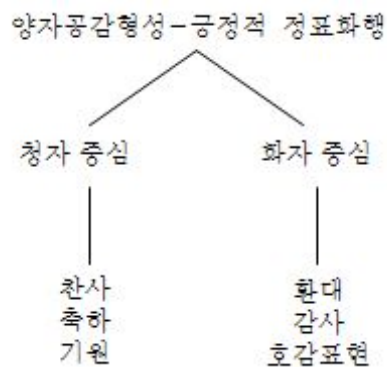 양자공감형성-긍정적 정표화행
청자 중심 화자 중심
찬사 환대
축하 감사
기원 호감표현